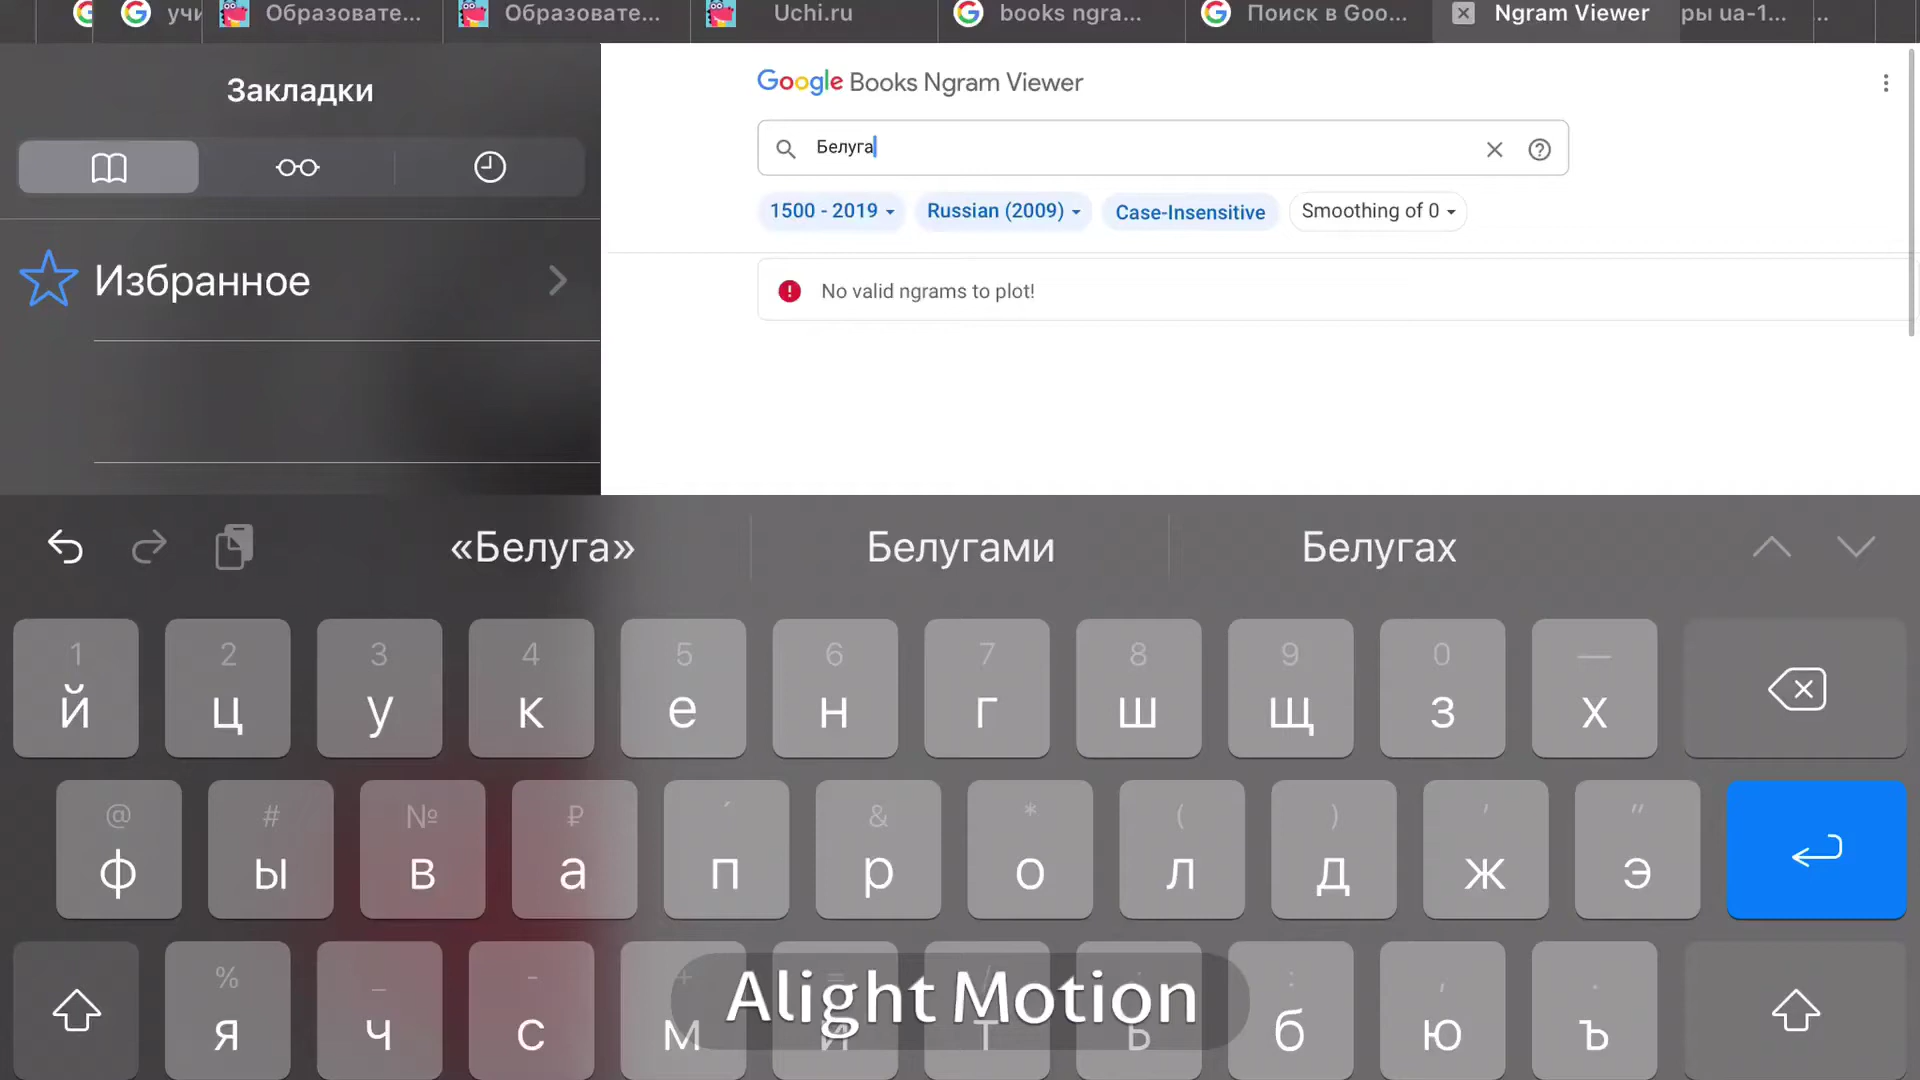 учи
Образовате...
Образовате...
Uchi.ru
books ngra...
Поиск в Goo...
Ngram Viewer
ры ua-1...
..
Закладки
Избранное
Google Books Ngram Viewer
Белуга
1500 - 2019
Russian (2009)
Case-Insensitive
Smoothing of 0
No valid ngrams to plot!
«Белуга»
Белугами
Белугах
1 2 3 4 5 6 7 8 9 0 —
й ц у к е н г ш щ з х
@ # № ₽ ´ & * ( ) ' "
ф ы в а п р о л д ж э
% _ - + = / ; : , .
я ч с м и т ь б ю ъ
Alight Motion